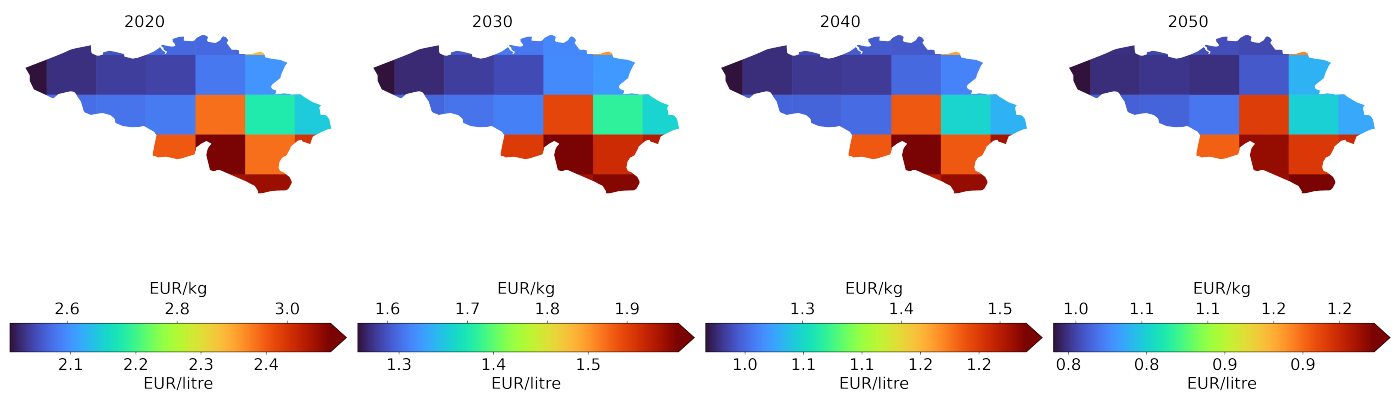 2020 2030 2040 2050
EUR/kg EUR/kg EUR/kg EUR/kg
2.6 2.8 3.0 1.6 1.7 1.8 1.9 1.3 1.4 1.5 1.0 1.1 1.1 1.2 1.2
2.1 2.2 2.3 2.4 1.3 1.4 1.5 1.0 1.1 1.1 1.2 1.2 0.8 0.8 0.9 0.9
EUR/litre EUR/litre EUR/litre EUR/litre